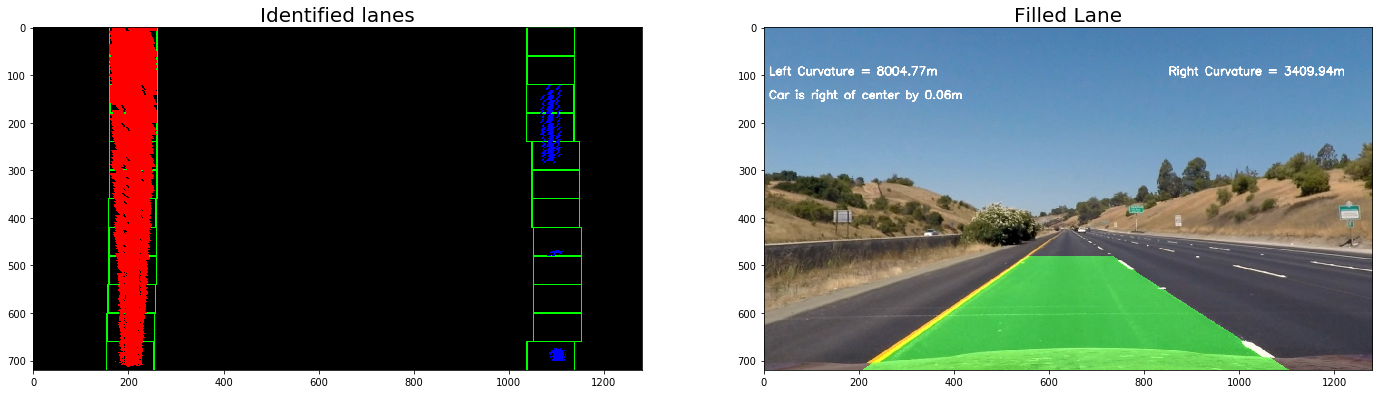 Identified lanes
0
100
200
300
400
500
600
700
0 200 400 600 800 1000 1200
Filled Lane
Left Curvature = 8004.77m
Right Curvature = 3409.94m
Car is right of center by 0.06m
0
100
200
300
400
500
600
700
0 200 400 600 800 1000 1200